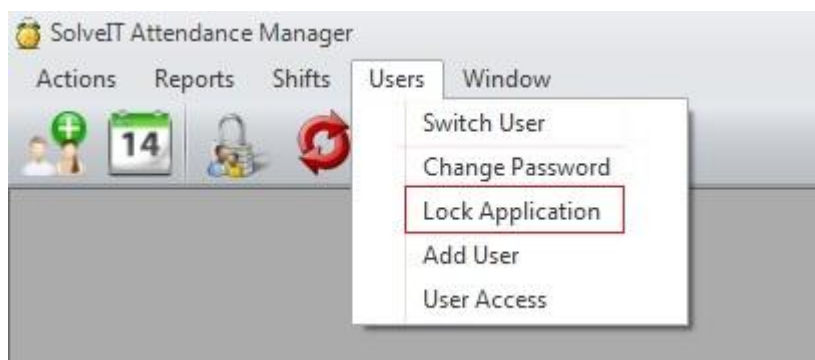 SolveIT Attendance Manager
Actions Reports Shifts Users Window
14
Switch User
Change Password
Lock Application
Add User
User Access